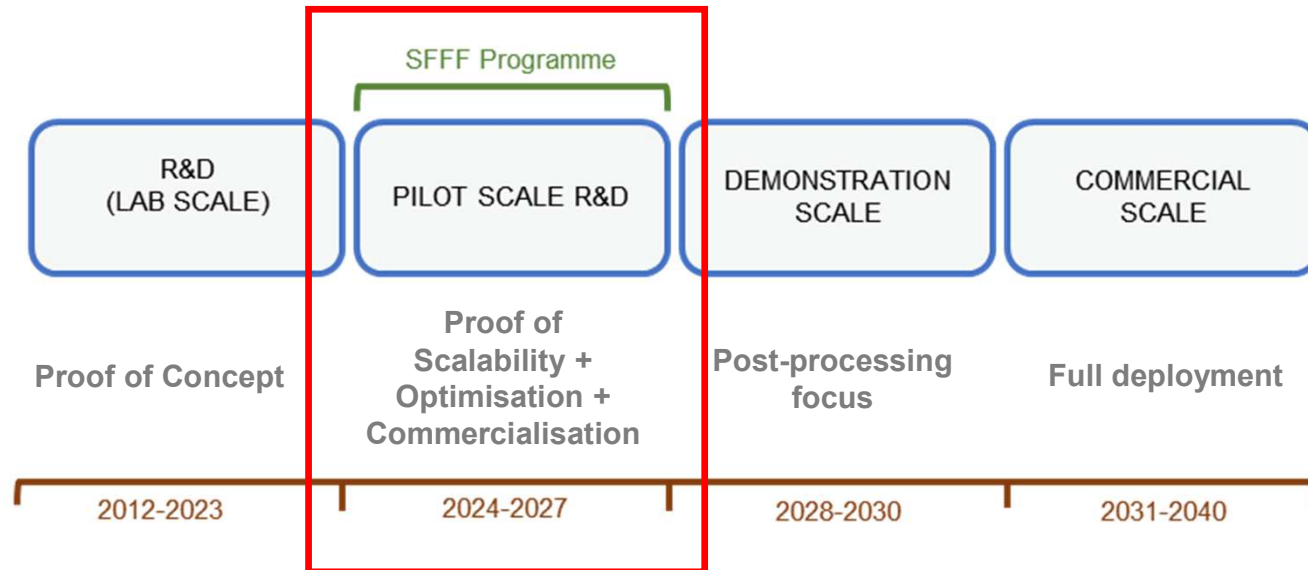 SFFF Programme
R&D
(LAB SCALE)
PILOT SCALE R&D
DEMONSTRATION
SCALE
COMMERCIAL
SCALE
Proof of Concept
Proof of
Scalability +
Optimisation +
Commercialisation
Post-processing
focus
Full deployment
2012-2023
2024-2027
2028-2030
2031-2040